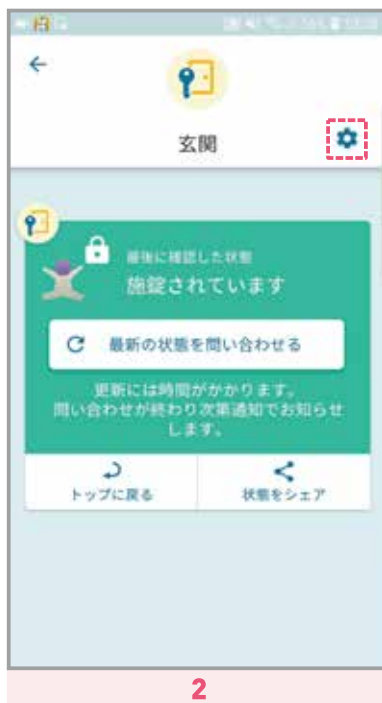 玄関
最後に確認した状態
施錠されています
最新の状態を問い合わせる
更新には時間がかかります。
問い合わせが終わり次第通知でお知らせ
します。
トップに戻る
状態をシェア
2